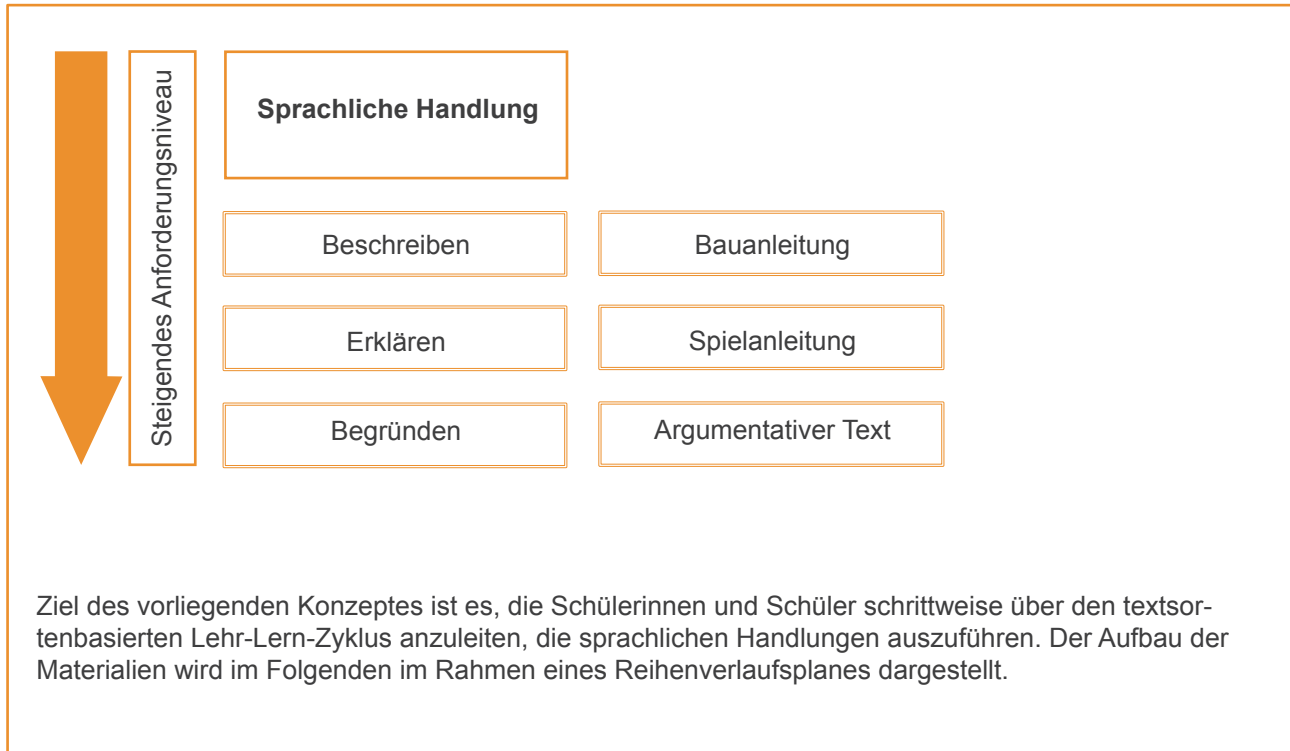 Steigendes Anforderungsniveau
Sprachliche Handlung
Beschreiben
Bauanleitung
Erklären
Spielanleitung
Begründen
Argumentativer Text
Ziel des vorliegenden Konzeptes ist es, die Schülerinnen und Schüler schrittweise über den textsor-
tenbasierten Lehr-Lern-Zyklus anzuleiten, die sprachlichen Handlungen auszuführen. Der Aufbau der
Materialien wird im Folgenden im Rahmen eines Reihenverlaufsplanes dargestellt.